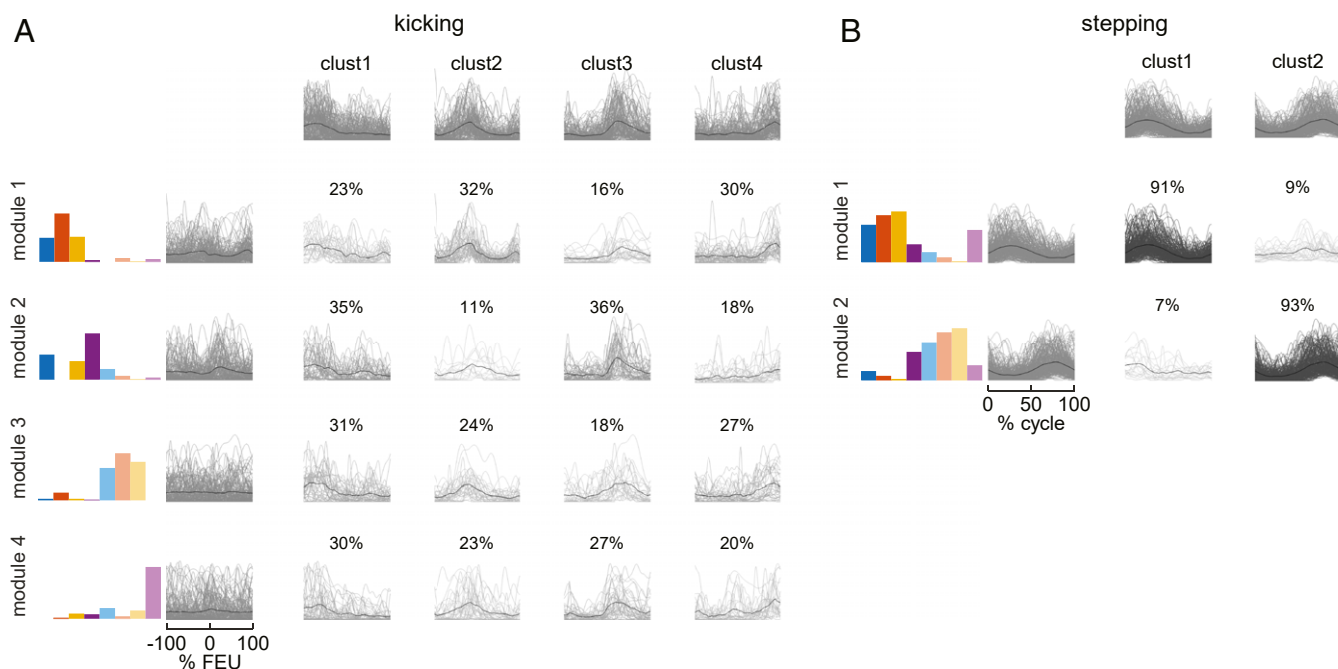 A
kicking
clust1 clust2 clust3 clust4
module 1
23% 32% 16% 30%
module 2
35% 11% 36% 18%
module 3
31% 24% 18% 27%
module 4
30% 23% 27% 20%
-100 0 100
% FEU
B
stepping
clust1 clust2
module 1
91% 9%
module 2
7% 93%
0 50 100
% cycle